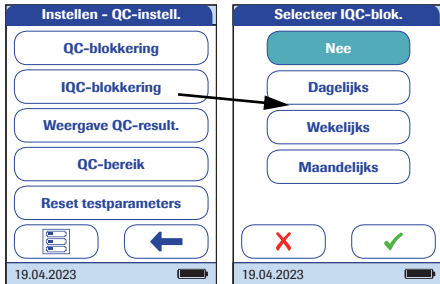 Instellen - QC-instell.
QC-blokkering
IQC-blokkering
Weergave QC-result.
QC-bereik
Reset testparameters
19.04.2023
Selecteer IQC-blok.
Nee
Dagelijks
Wekelijks
Maandelijks
19.04.2023